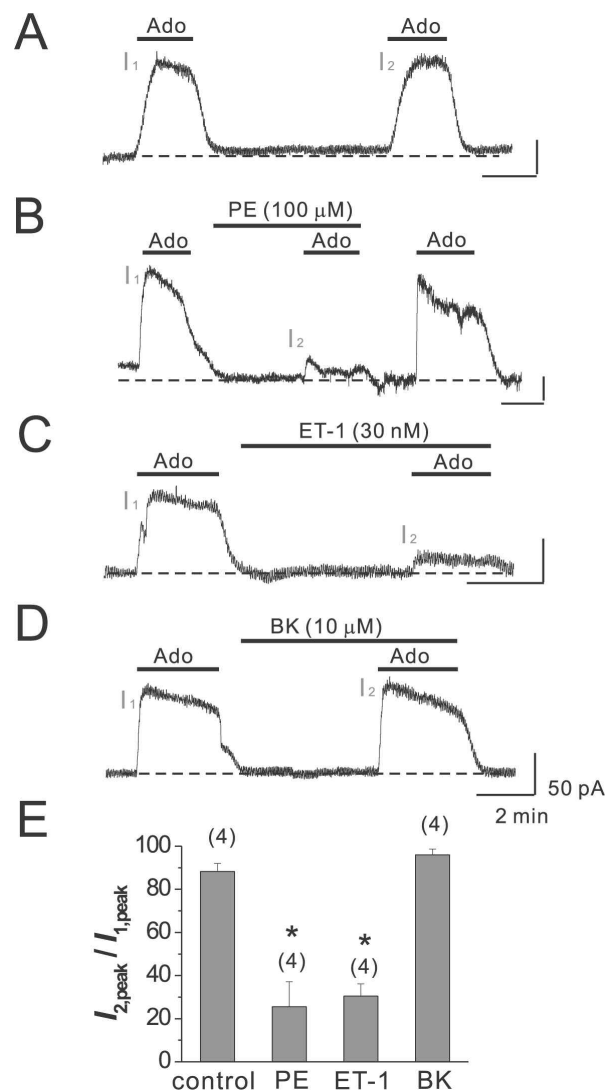 A
Ado Ado
I1 I2
B
PE (100 μM)
Ado Ado Ado
I1 I2
C
ET-1 (30 nM)
Ado Ado
I1 I2
D
BK (10 μM)
Ado Ado
I1 I2
50 pA
2 min
E
I2,peak / I1,peak
100
80
60
40
20
0
(4) (4) (4) (4)
* *
control PE ET-1 BK